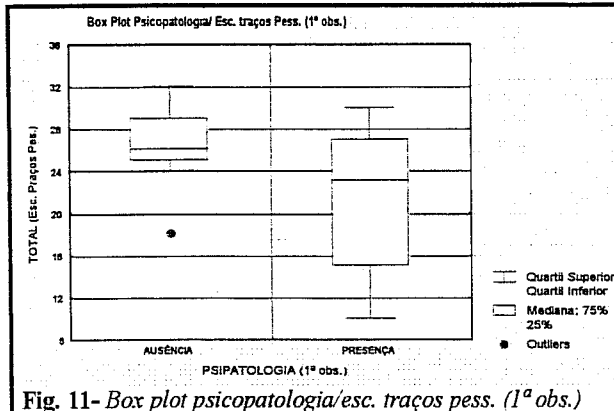 Box Plot Psicopatologia/ Esc. traços Pess. (1ª obs.)
36
32
28
24
20
16
12
8
TOTAL (Esc. Praços Pes.)
AUSÊNCIA
PRESENÇA
PSIPATOLOGIA (1ª obs.)
Quartil Superior
Quartil Inferior
Mediana: 75%
25%
Outliers
Fig. 11- Box plot psicopatologia/esc. traços pess. (1ª obs.)